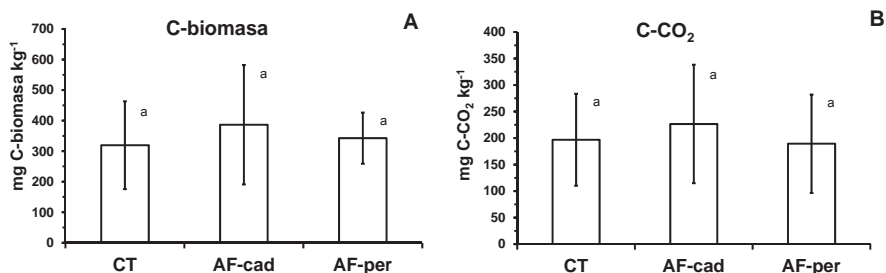 C-biomasa
A
mg C-biomasa kg⁻¹
700
600
500
400
300
200
100
0
a
a
a
CT
AF-cad
AF-per
C-CO₂
B
mg C-CO₂ kg⁻¹
400
350
300
250
200
150
100
50
0
a
a
a
CT
AF-cad
AF-per